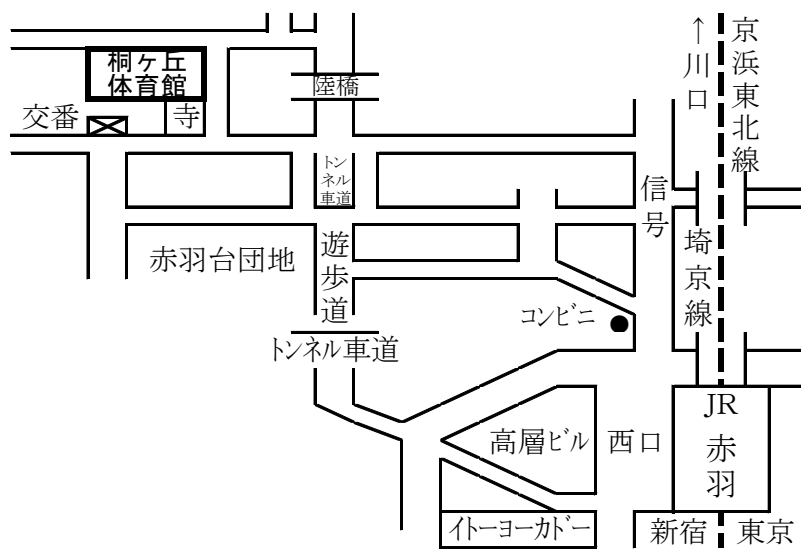 桐ヶ丘
体育館
交番
寺
陸橋
↑川口
京浜東北線
トン
ネル
車道
信号
赤羽台団地
遊歩道
埼京線
コンビニ
トンネル車道
JR
赤羽
高層ビル
西口
イトーヨーカドー
新宿
東京